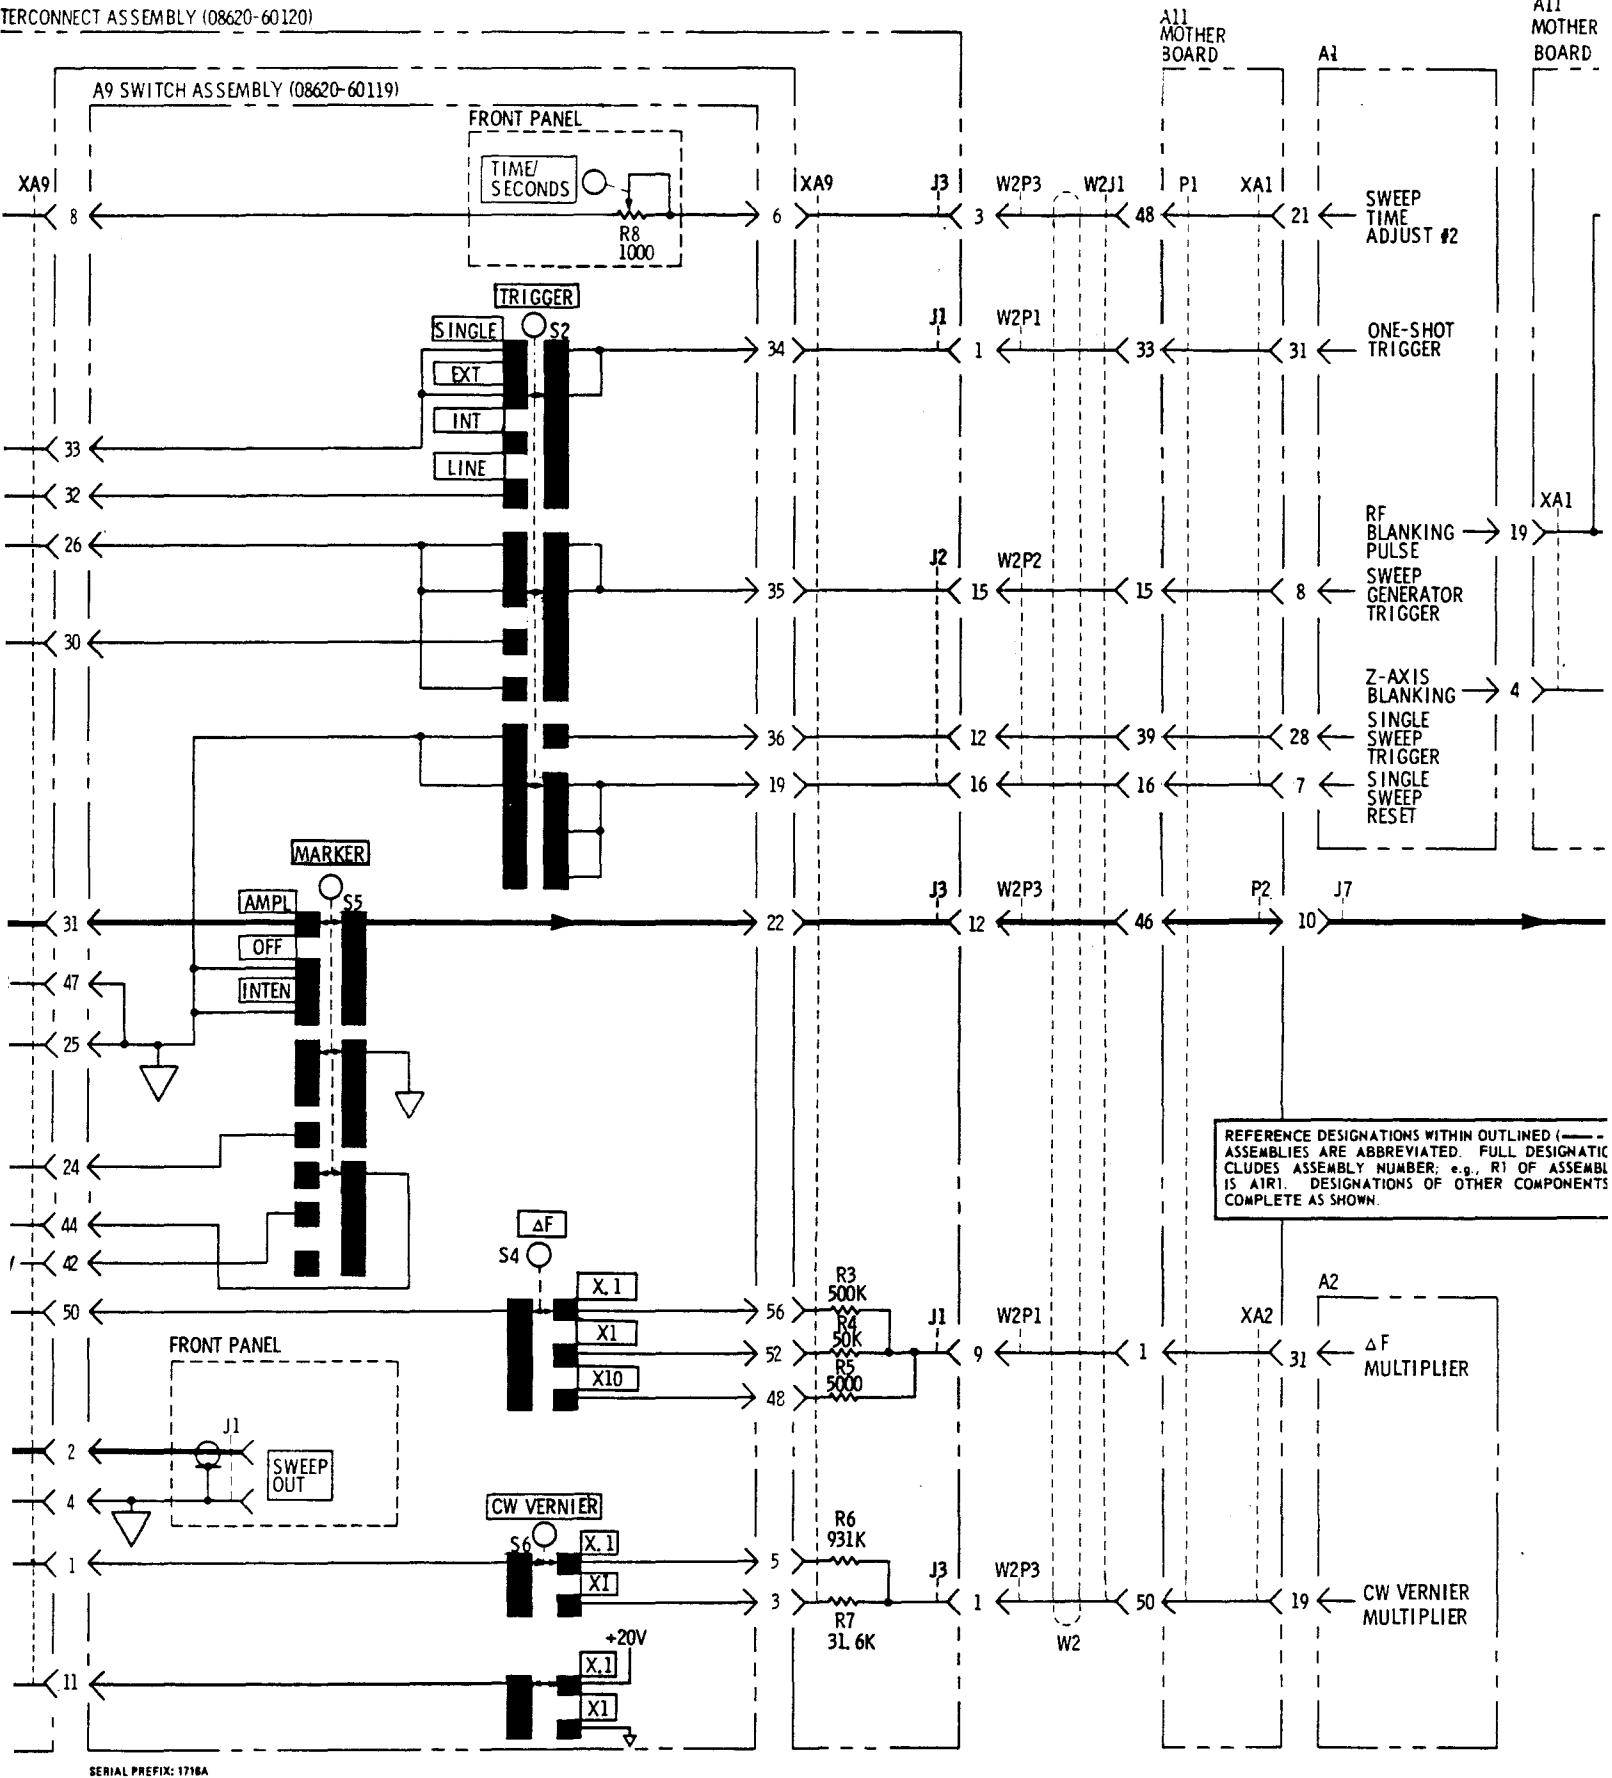 TERCONNECT ASSEMBLY (08620-60120)
A11
MOTHER
BOARD
A1
A11
MOTHER
BOARD
A9 SWITCH ASSEMBLY (08620-60119)
FRONT PANEL
TIME/
SECONDS
R8
1000
XA9
8
6
XA9
J3
3
W2P3
W2J1
48
P1
XA1
21
SWEEP
TIME
ADJUST #2
TRIGGER
S2
SINGLE
EXT
INT
LINE
34
J1
1
W2P1
33
31
ONE-SHOT
TRIGGER
33
32
26
30
RF
BLANKING
PULSE
19
XA1
35
J2
15
W2P2
15
8
SWEEP
GENERATOR
TRIGGER
Z-AXIS
BLANKING
4
36
12
39
28
SINGLE
SWEEP
TRIGGER
19
16
16
7
SINGLE
SWEEP
RESET
MARKER
S5
AMPL
OFF
INTEN
31
22
J3
12
W2P3
46
P2
10
J7
47
25
24
44
42
50
REFERENCE DESIGNATIONS WITHIN OUTLINED (
ASSEMBLIES ARE ABBREVIATED. FULL DESIGNATIO
CLUDES ASSEMBLY NUMBER; e.g., R1 OF ASSEMBL
IS A1R1. DESIGNATIONS OF OTHER COMPONENTS
COMPLETE AS SHOWN.
ΔF
S4
X.1
X1
X10
56
52
48
R3
500K
R4
50K
R5
5000
J1
9
W2P1
1
XA2
31
A2
ΔF
MULTIPLIER
FRONT PANEL
J1
SWEEP
OUT
2
4
CW VERNIER
S6
X.1
X1
1
5
3
R6
931K
R7
31.6K
J3
1
W2P3
50
19
CW VERNIER
MULTIPLIER
W2
+20V
X.1
X1
11
SERIAL PREFIX: 1716A